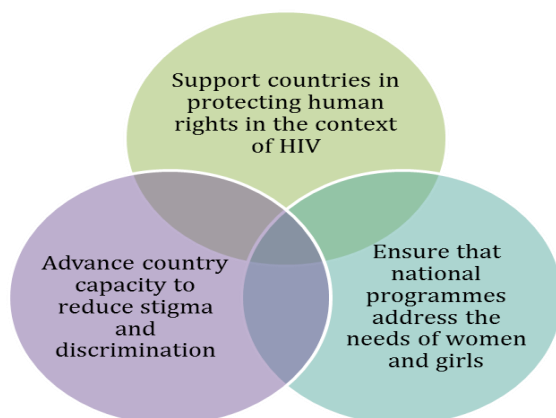 Support countries in
protecting human
rights in the context
of HIV
Advance country
capacity to
reduce stigma
and
discrimination
Ensure that
national
programmes
address the
needs of women
and girls